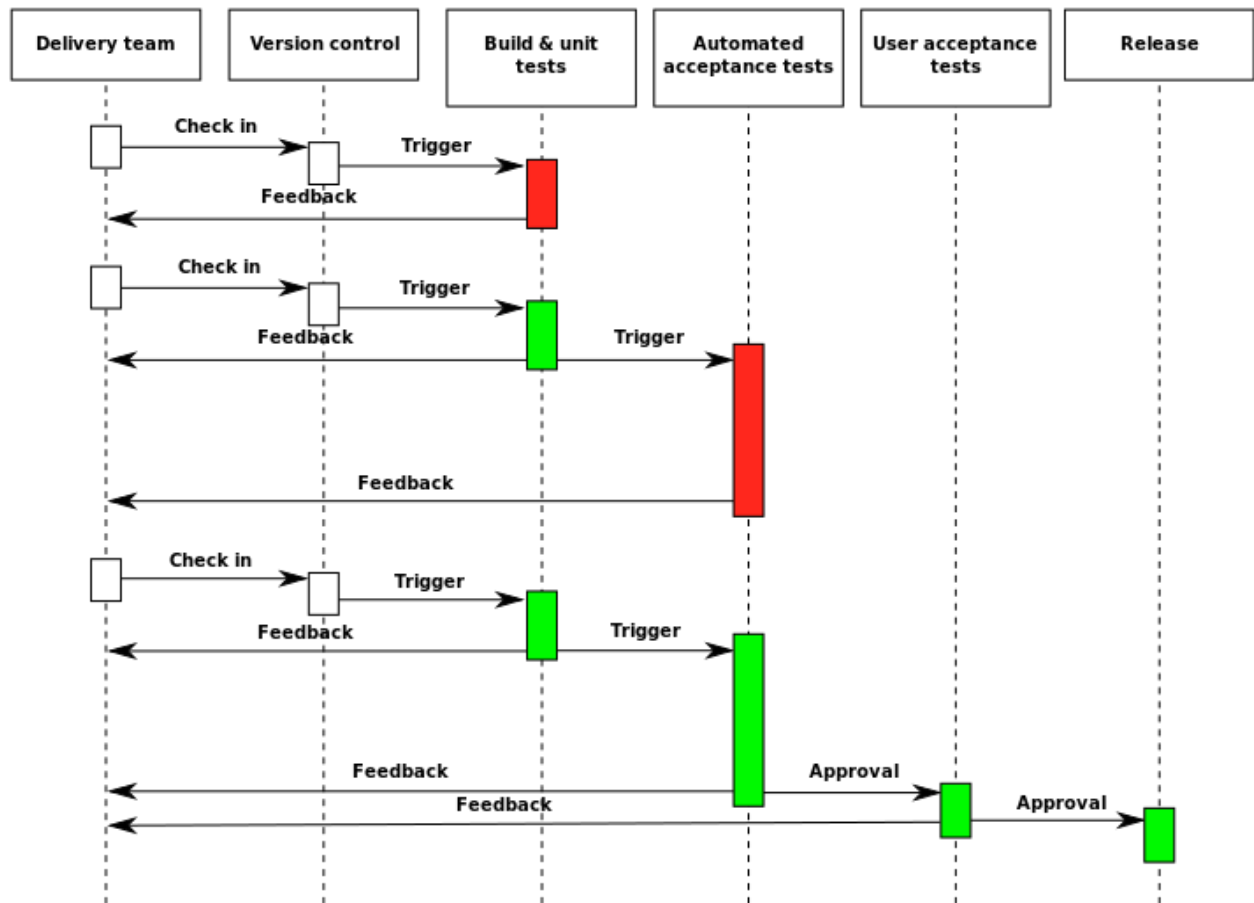 Delivery team
Version control
Build & unit
tests
Automated
acceptance tests
User acceptance
tests
Release
Check in
Trigger
Feedback
Check in
Trigger
Feedback
Trigger
Feedback
Check in
Trigger
Feedback
Trigger
Feedback
Approval
Feedback
Approval